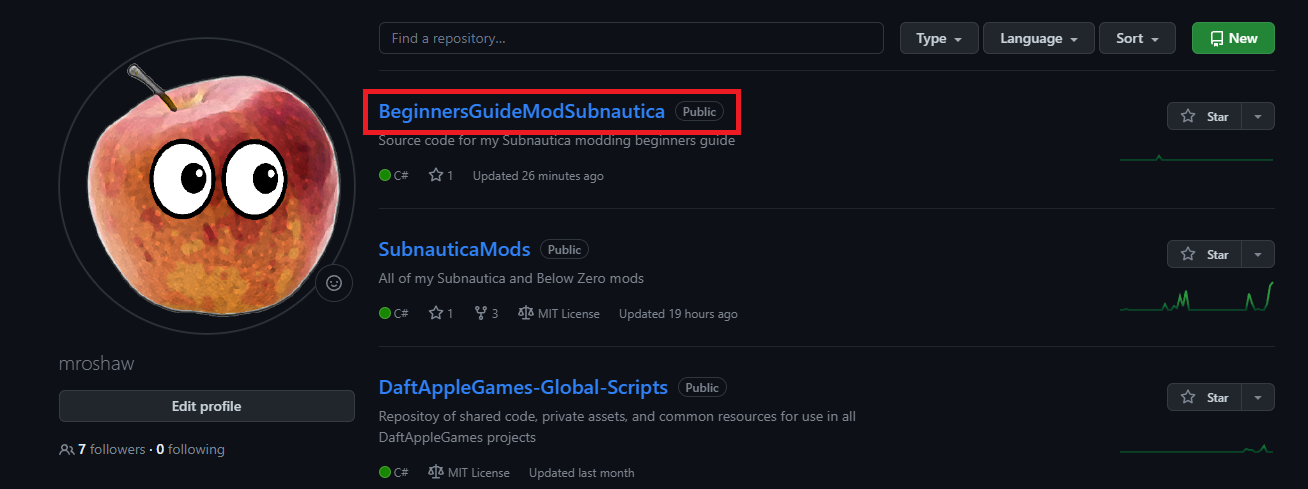 Find a repository...
Type
Language
Sort
New
BeginnersGuideModSubnautica Public
Star
Source code for my Subnautica modding beginners guide
C# 1 Updated 26 minutes ago
SubnauticaMods Public
Star
All of my Subnautica and Below Zero mods
C# 1 3 MIT License Updated 19 hours ago
DaftAppleGames-Global-Scripts Public
Star
Repositoy of shared code, private assets, and common resources for use in all
DaftAppleGames projects
C# MIT License Updated last month
mroshaw
Edit profile
7 followers · 0 following